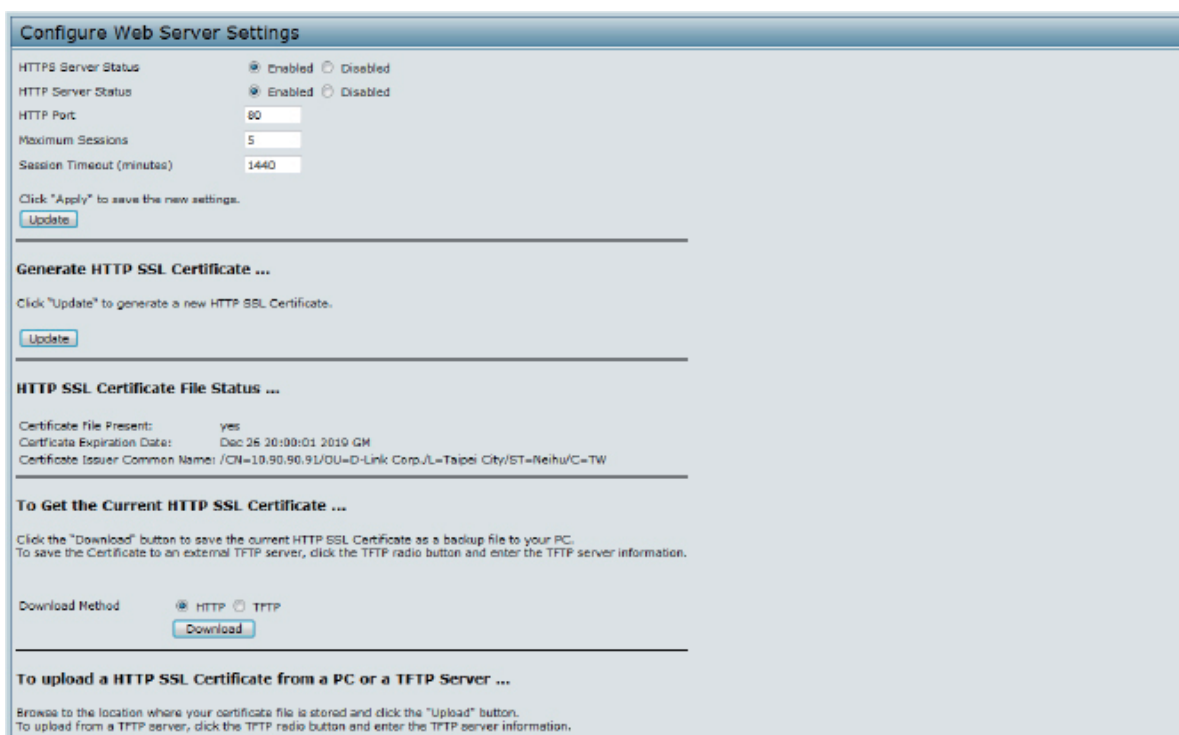 Configure Web Server Settings
HTTPS Server Status Enabled Disabled
HTTP Server Status Enabled Disabled
HTTP Port 80
Maximum Sessions 5
Session Timeout (minutes) 1440
Click "Apply" to save the new settings.
Update
Generate HTTP SSL Certificate ...
Click "Update" to generate a new HTTP SSL Certificate.
Update
HTTP SSL Certificate File Status ...
Certificate File Present: yes
Certificate Expiration Date: Dec 26 20:00:01 2019 GM
Certificate Issuer Common Name: /CN=10.90.90.91/OU=D-Link Corp./L=Taipei City/ST=Neihu/C=TW
To Get the Current HTTP SSL Certificate ...
Click the "Download" button to save the current HTTP SSL Certificate as a backup file to your PC.
To save the Certificate to an external TFTP server, click the TFTP radio button and enter the TFTP server information.
Download Method HTTP TFTP
Download
To upload a HTTP SSL Certificate from a PC or a TFTP Server ...
Browse to the location where your certificate file is stored and click the "Upload" button.
To upload from a TFTP server, click the TFTP radio button and enter the TFTP server information.